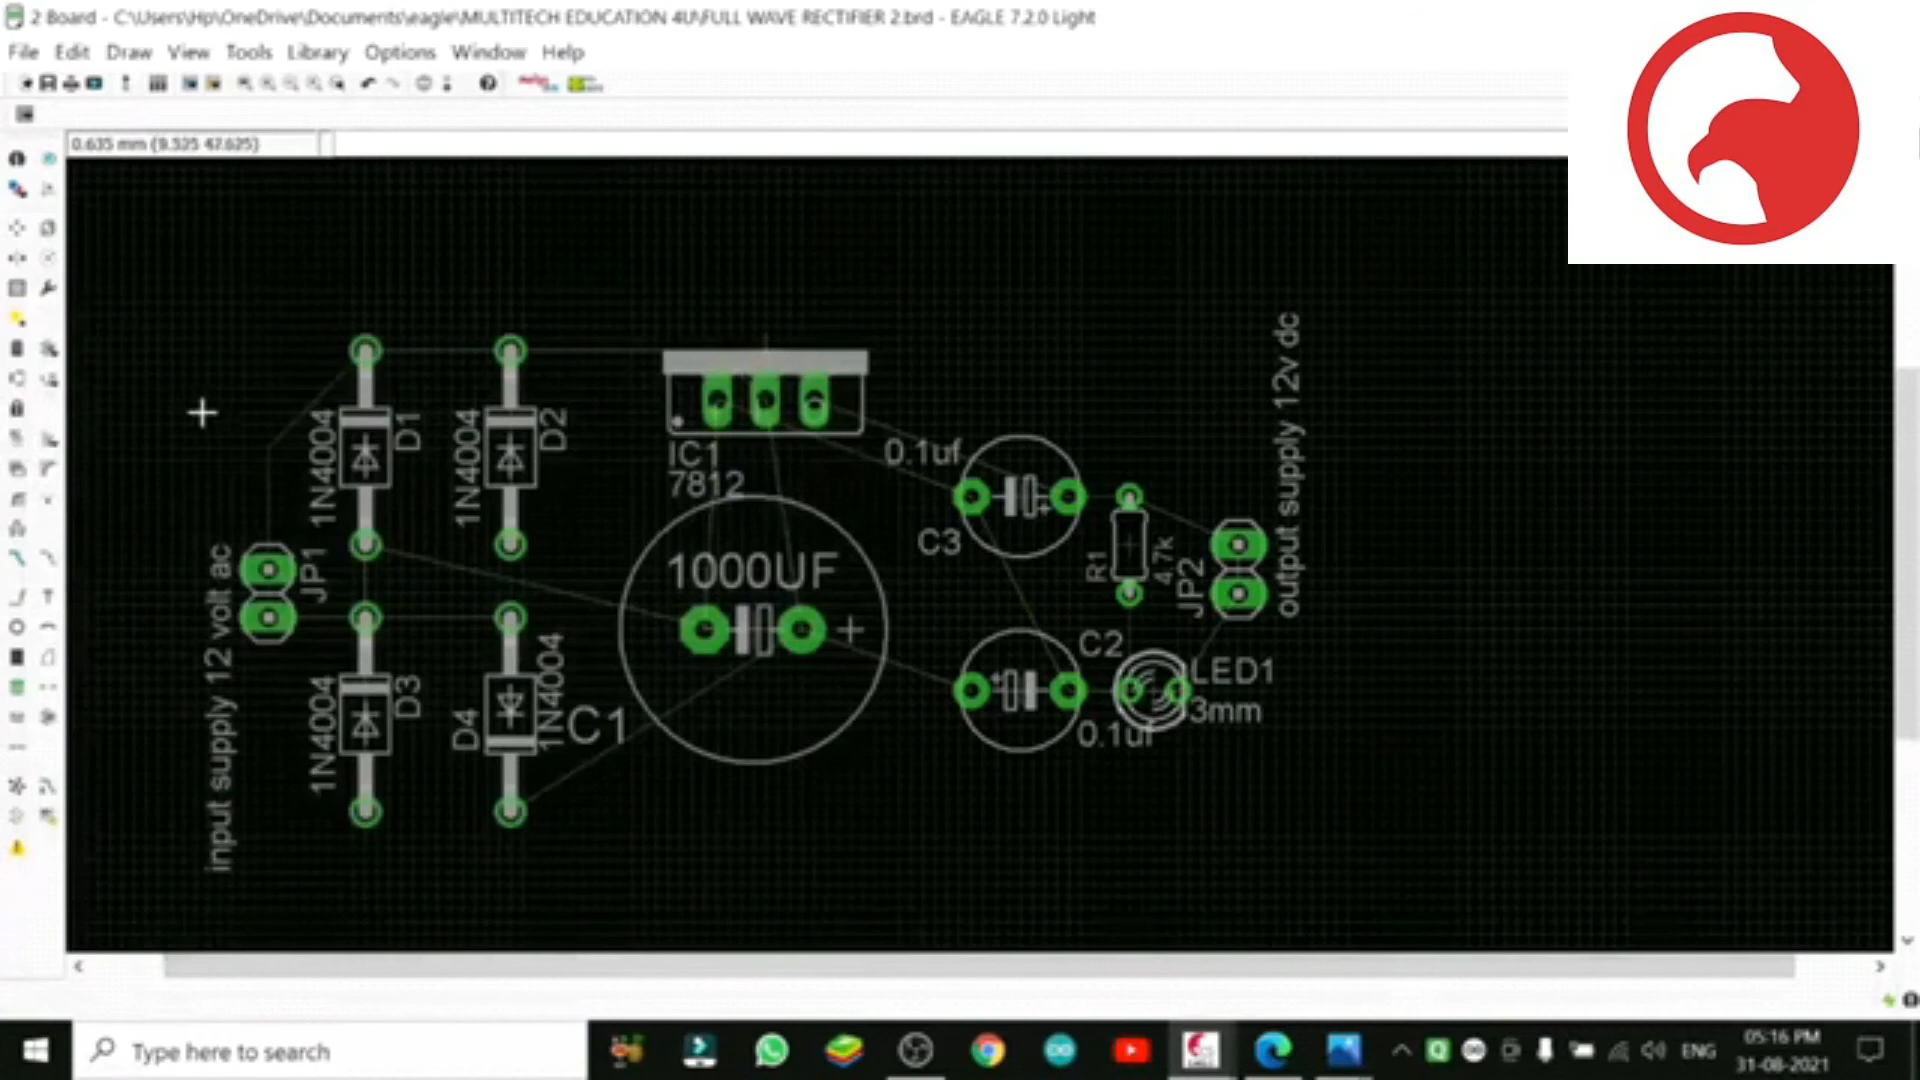 2 Board - C:\Users\Hp\OneDrive\Documents\eagle\MULTITECH EDUCATION 4U\FULL WAVE RECTIFIER 2.brd - EAGLE 7.2.0 Light
File Edit Draw View Tools Library Options Window Help
0.635 mm (9.525 47.625)
1N4004
D1
1N4004
D2
IC1
7812
0.1uf
C3
output supply 12v dc
input supply 12 volt ac
JP1
1000UF
+
R1
4.7k
JP2
1N4004
D3
D4
1N4004
C1
C2
LED1
3mm
0.1uf
Type here to search
ENG
05:16 PM
31-08-2021